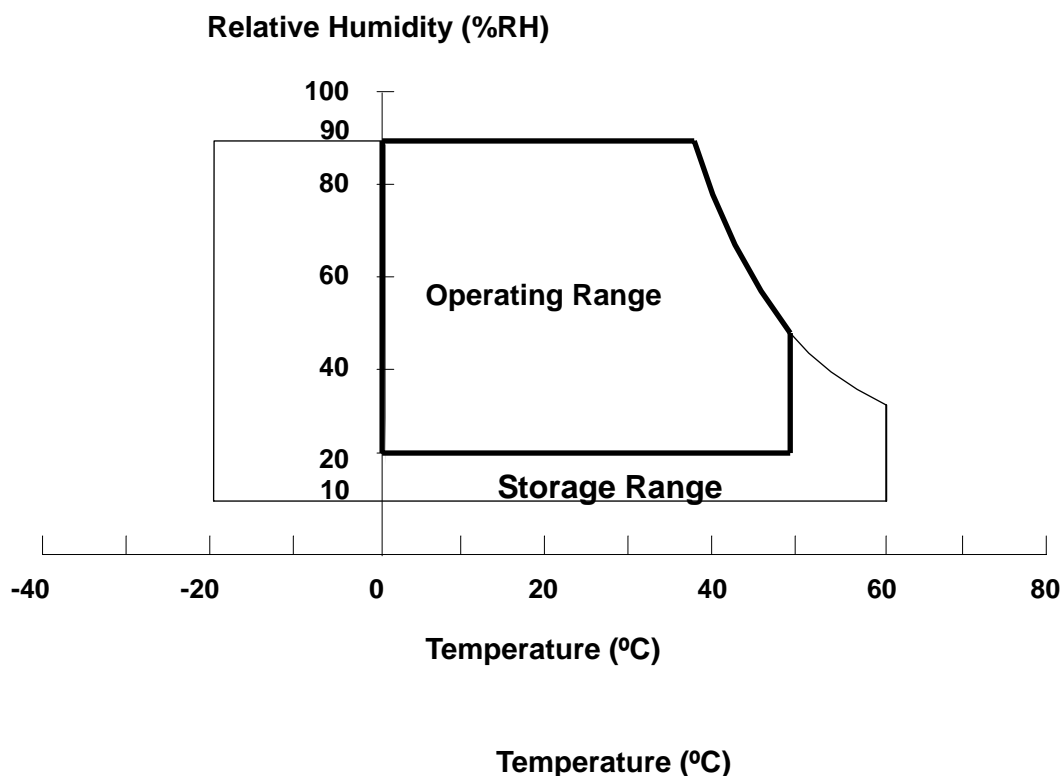 Relative Humidity (%RH)
100
90
80
60
Operating Range
40
20
10
Storage Range
-40
-20
0
20
40
60
80
Temperature (ºC)
Temperature (ºC)